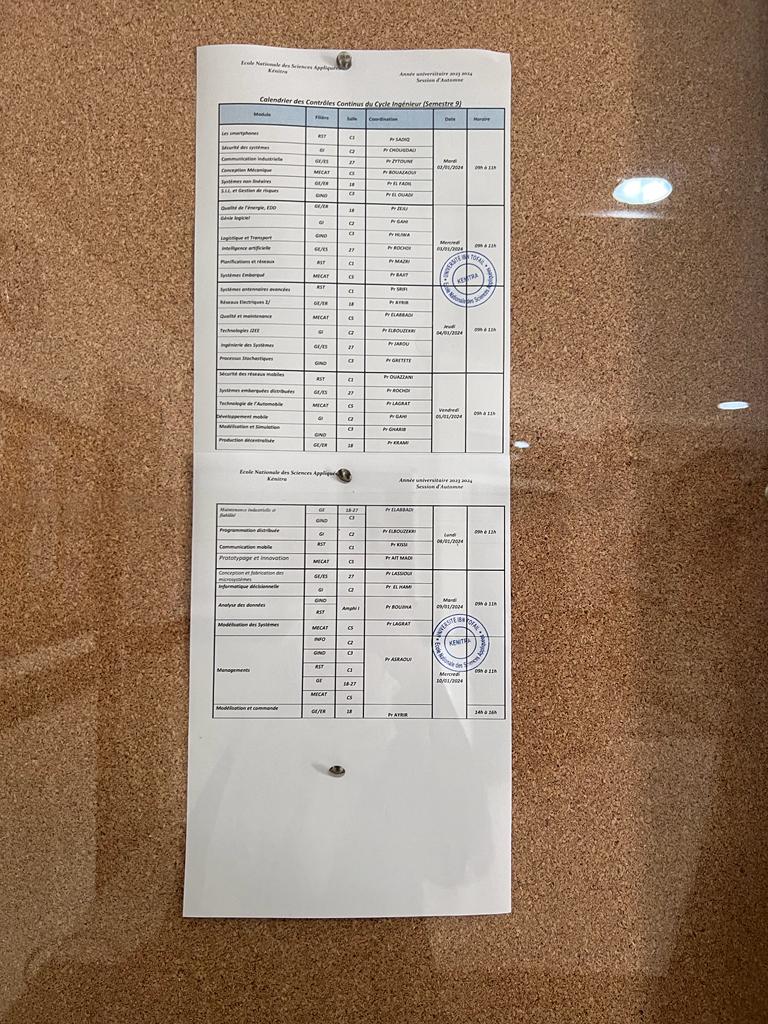 Ecole Nationale des Sciences Appliquées
Kénitra
Année universitaire 2023 2024
Session d'Automne
Calendrier des Contrôles Continus du Cycle Ingénieur (Semestre 9)
Module Filière Salle Coordination Date Horaire
Les smartphones RST C1 Pr SADIQ
Sécurité des systèmes GI C2 Pr CHOUGDALI
Communication industrielle GE/ES 27 Pr ZYTOUNE
Mardi
02/01/2024
09h à 11h
Conception Mécanique MECAT C5 Pr BOUAZAOUI
Systèmes non linéaires GE/ER 18 Pr EL FADIL
S.I.L et Gestion de risques GIND C3 Pr EL OUADI
Qualité de l'énergie, EDD GE/ER 18 Pr ZEJLI
Génie logiciel GI C2 Pr GAHI
Logistique et Transport GIND C3 Pr HLIWA
Mercredi
03/01/2024
09h à 11h
Intelligence artificielle GE/ES 27 Pr ROCHDI
Planifications et réseaux RST C1 Pr MAZRI
Systèmes Embarqué MECAT C5 Pr BAJIT
Systèmes antennaires avancées RST C1 Pr SRIFI
Réseaux Electriques 2/ GE/ER 18 Pr AYRIR
Qualité et maintenance MECAT C5 Pr ELABBADI
Jeudi
04/01/2024
09h à 11h
Technologies J2EE GI C2 Pr ELBOUZEKRI
Ingénierie des Systèmes GE/ES 27 Pr JAROU
Processus Stochastiques GIND C3 Pr GRETETE
Sécurité des réseaux mobiles RST C1 Pr OUAZZANI
Systèmes embarquées distribuées GE/ES 27 Pr ROCHDI
Technologie de l'Automobile MECAT C5 Pr LAGRAT
Vendredi
05/01/2024
09h à 11h
Développement mobile GI C2 Pr GAHI
Modélisation et Simulation GIND C3 Pr GHARIB
Production décentralisée GE/ER 18 Pr KRAMI
UNIVERSITE IBN TOFAIL
KENITRA
Ecole Nationale des Sciences
Ecole Nationale des Sciences Appliquées
Kénitra
Année universitaire 2023 2024
Session d'Automne
Maintenance industrielle et
fiabilité
GE 18-27 Pr ELABBADI
GIND C3
Programmation distribuée GI C2 Pr ELBOUZEKRI
Lundi
08/01/2024
09h à 11h
Communication mobile RST C1 Pr KISSI
Prototypage et innovation MECAT C5 Pr AIT MADI
Conception et fabrication des
microsystèmes
GE/ES 27 Pr LASSIOUI
Informatique décisionnelle GI C2 Pr EL HAMI
Analyse des données GIND RST Amphi I Pr BOUJIHA
Mardi
09/01/2024
09h à 11h
Modélisation des Systèmes MECAT C5 Pr LAGRAT
Managements
INFO C2
GIND C3
RST C1
GE 18-27
MECAT C5
Pr ASRAOUI
Mercredi
10/01/2024
09h à 11h
Modélisation et commande GE/ER 18 Pr AYRIR 14h à 16h
UNIVERSITE IBN TOFAIL
KENITRA
Ecole Nationale des Sciences